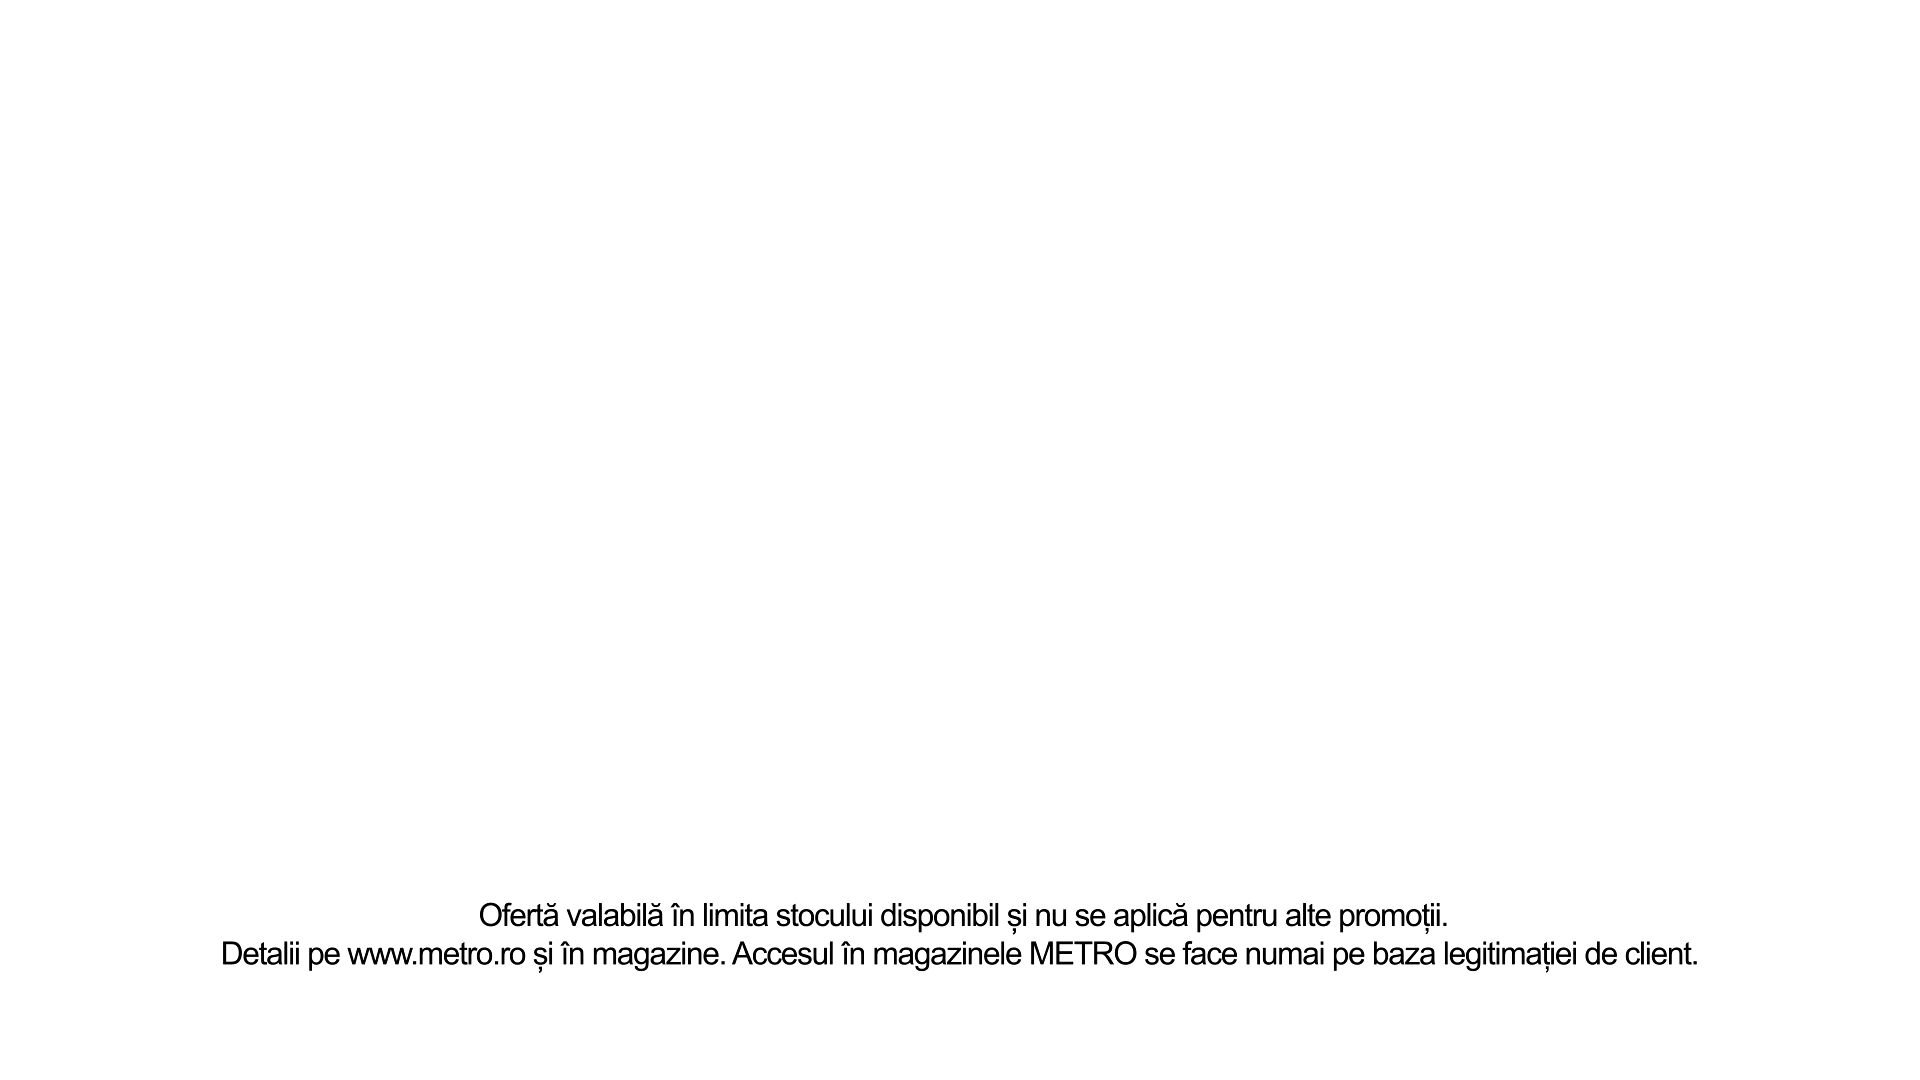 Ofertă valabilă în limita stocului disponibil și nu se aplică pentru alte promoții.
Detalii pe www.metro.ro și în magazine. Accesul în magazinele METRO se face numai pe baza legitimației de client.